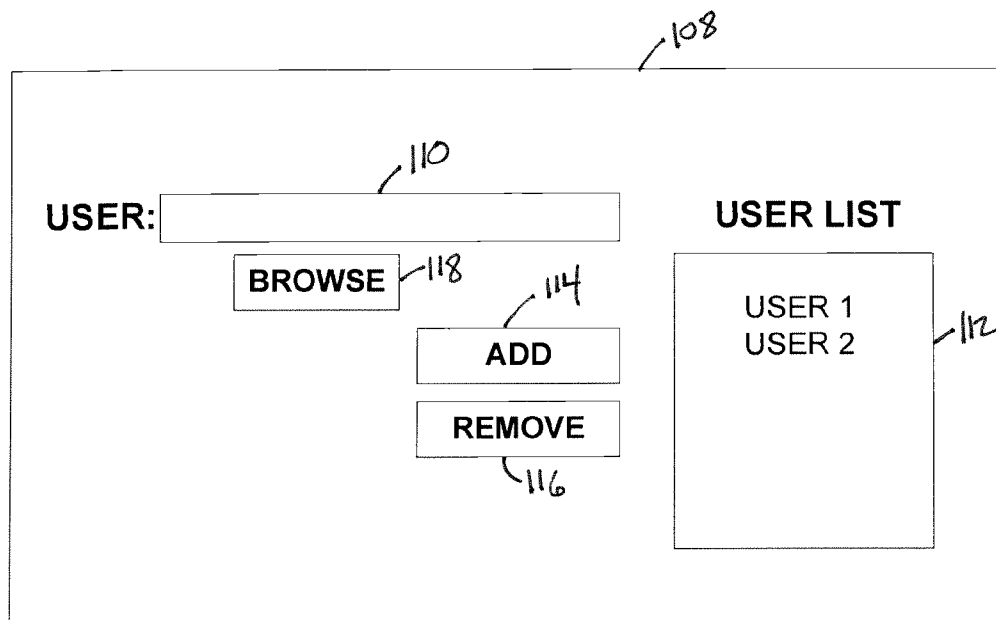 108
110
USER:
USER LIST
BROWSE
118
114
USER 1
ADD
USER 2
112
REMOVE
116